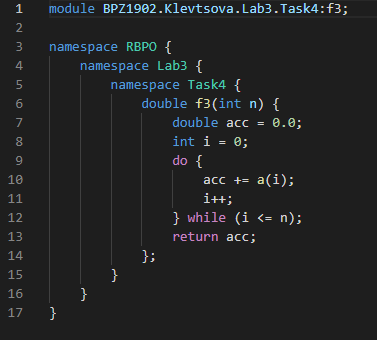 1 module BPZ1902.Klevtsova.Lab3.Task4:f3;
2
3 namespace RBPO {
4     namespace Lab3 {
5         namespace Task4 {
6             double f3(int n) {
7                 double acc = 0.0;
8                 int i = 0;
9                 do {
10                     acc += a(i);
11                     i++;
12                 } while (i <= n);
13                 return acc;
14             };
15         }
16     }
17 }